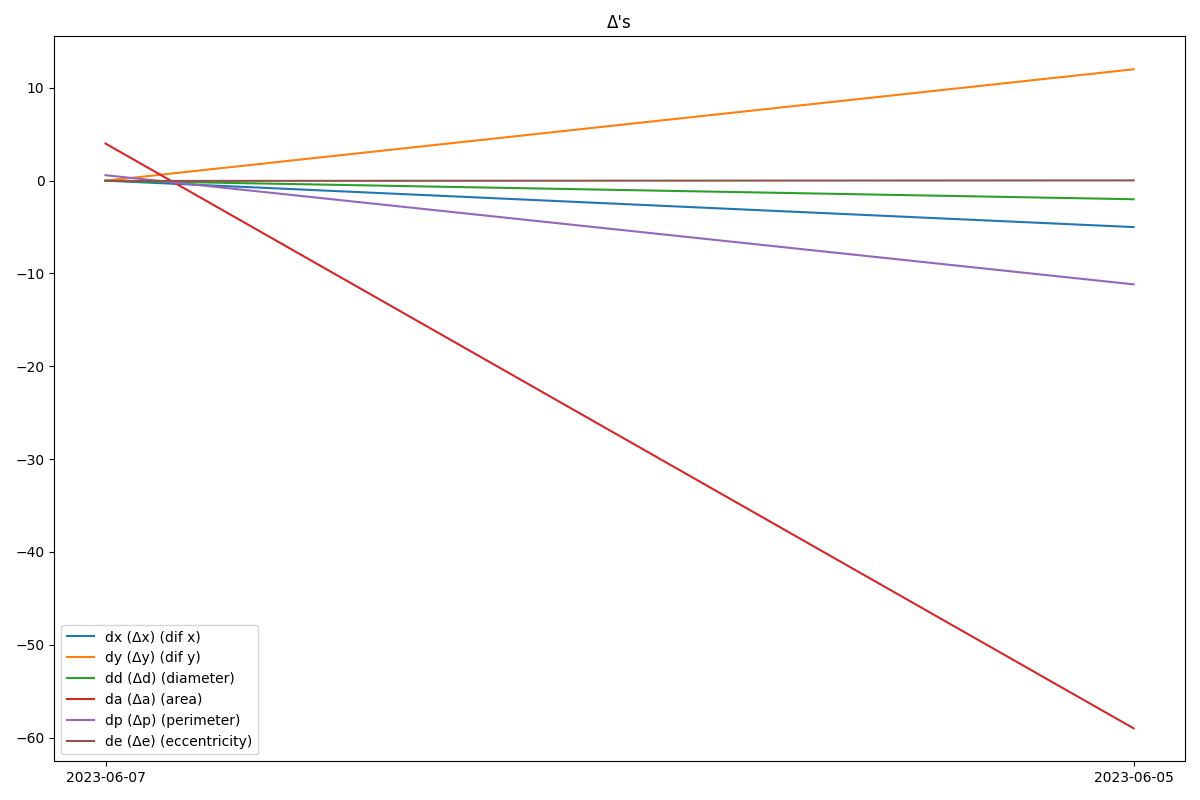 Δ's
10
0
−10
−20
−30
−40
−50
−60
dx (Δx) (dif x)
dy (Δy) (dif y)
dd (Δd) (diameter)
da (Δa) (area)
dp (Δp) (perimeter)
de (Δe) (eccentricity)
2023-06-07 2023-06-05